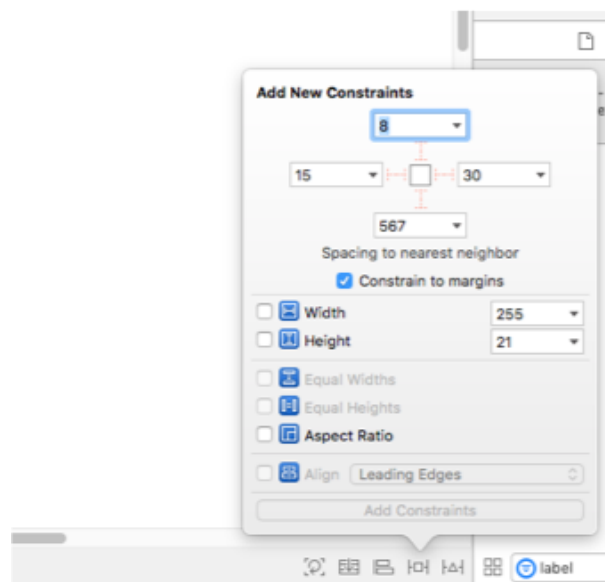 Add New Constraints
8
15
30
567
Spacing to nearest neighbor
Constrain to margins
Width
255
Height
21
Equal Widths
Equal Heights
Aspect Ratio
Align
Leading Edges
Add Constraints
label